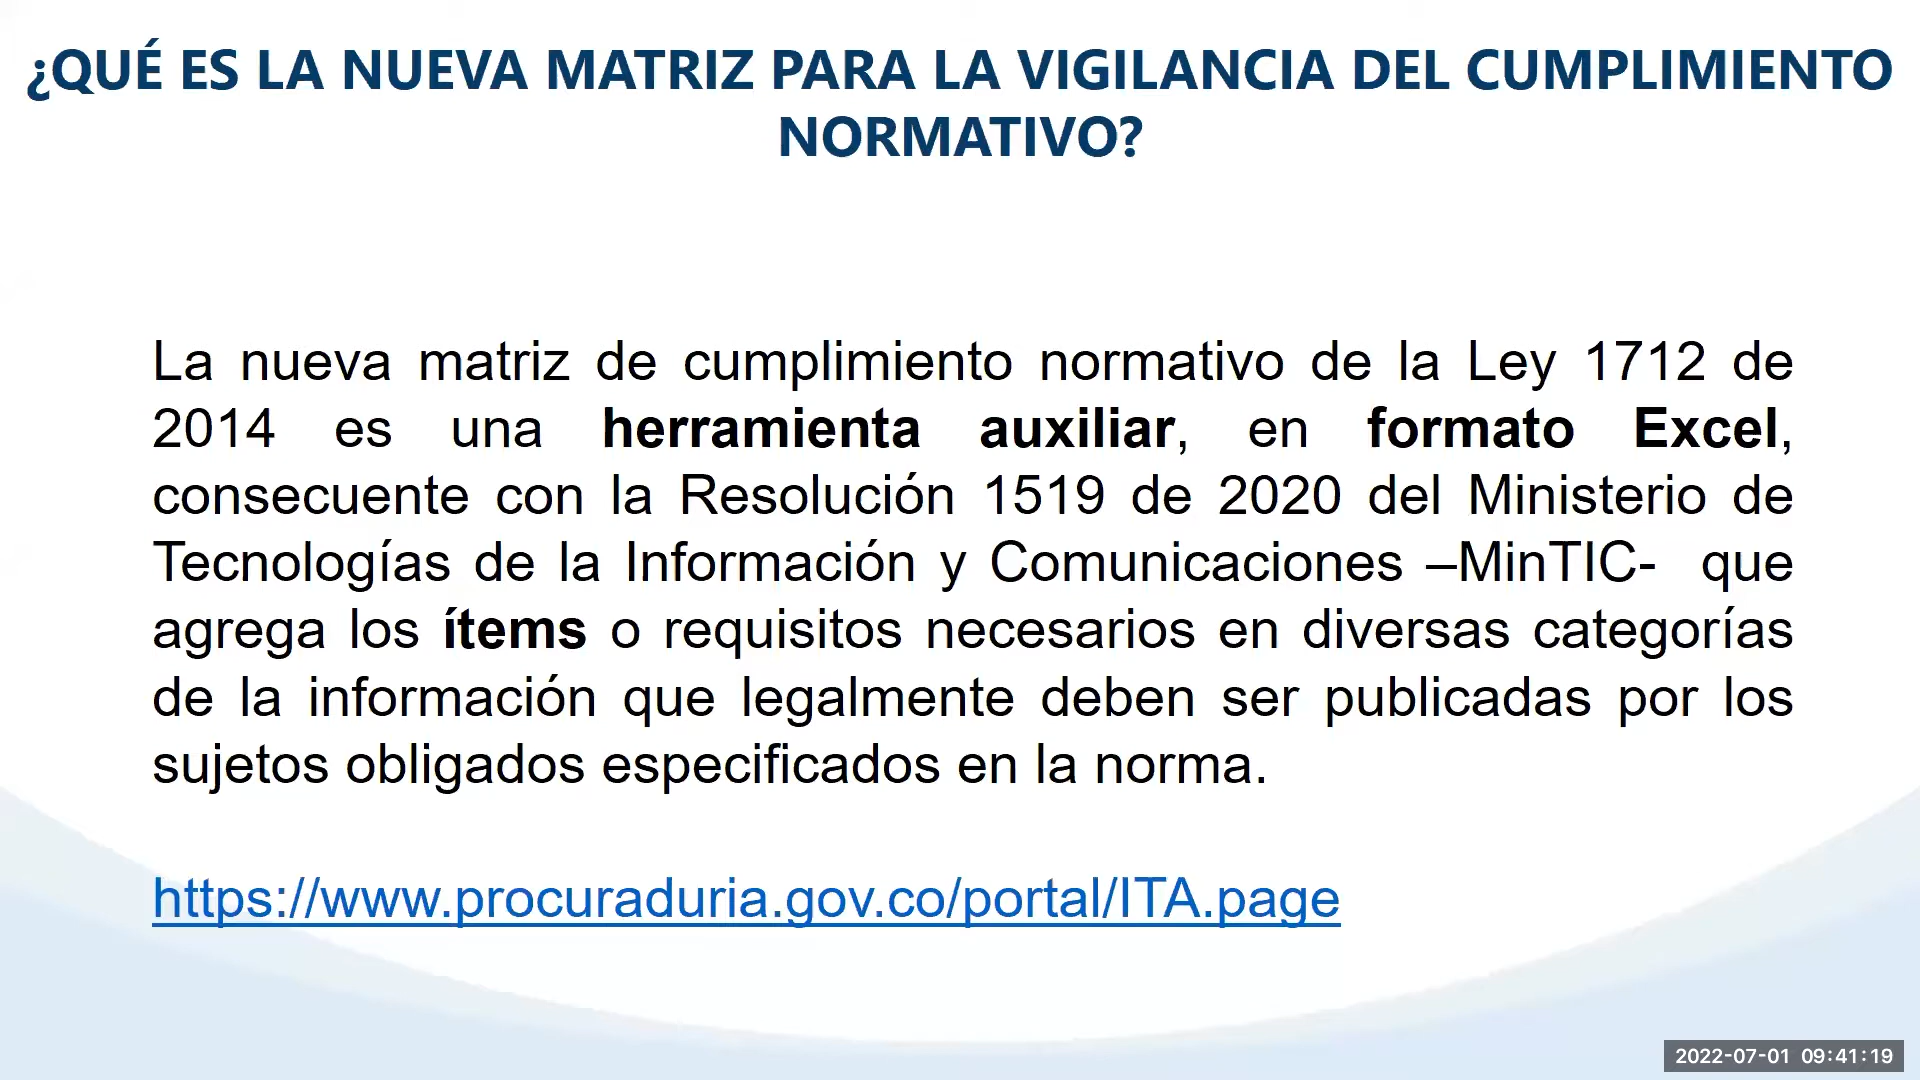 ¿QUÉ ES LA NUEVA MATRIZ PARA LA VIGILANCIA DEL CUMPLIMIENTO
NORMATIVO?
La nueva matriz de cumplimiento normativo de la Ley 1712 de
2014 es una herramienta auxiliar, en formato Excel,
consecuente con la Resolución 1519 de 2020 del Ministerio de
Tecnologías de la Información y Comunicaciones –MinTIC- que
agrega los ítems o requisitos necesarios en diversas categorías
de la información que legalmente deben ser publicadas por los
sujetos obligados especificados en la norma.
https://www.procuraduria.gov.co/portal/ITA.page
2022-07-01 09:41:19